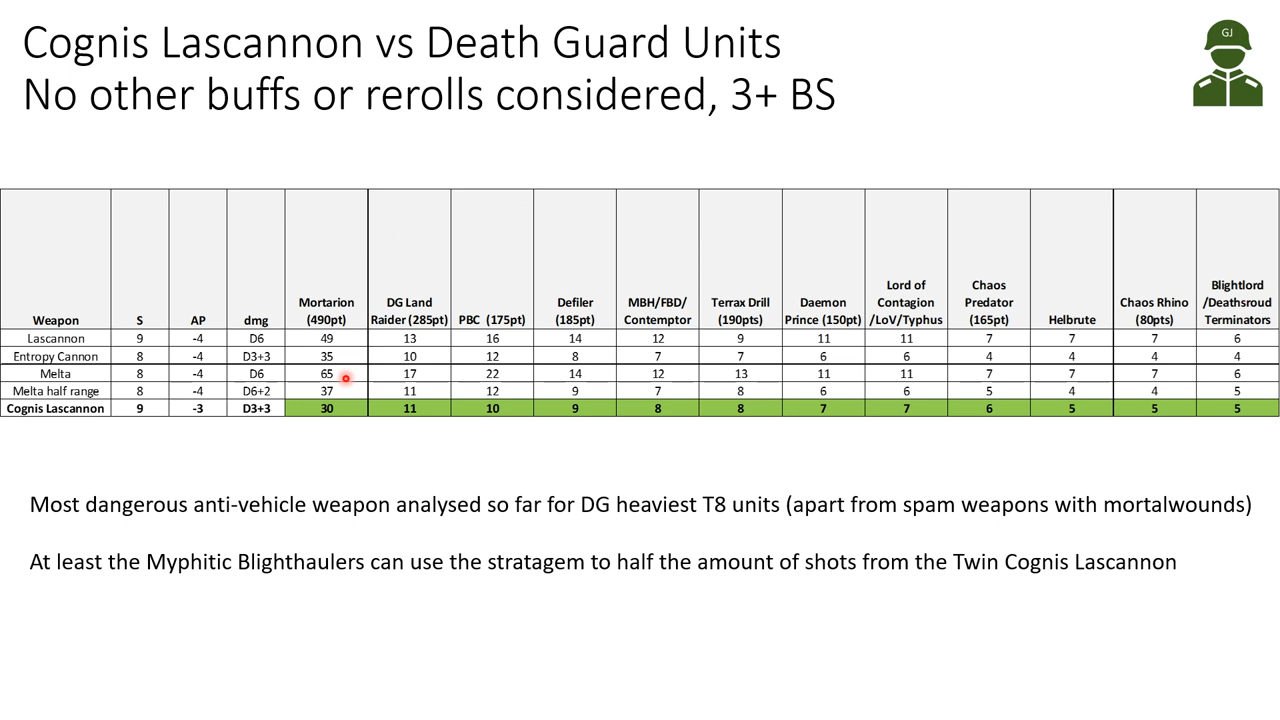 Cognis Lascannon vs Death Guard Units
No other buffs or rerolls considered, 3+ BS
GJ
Weapon S AP dmg Mortarion (490pt) DG Land Raider (285pt) PBC (175pt) Defiler (185pt) MBH/FBD/ Contemptor Terrax Drill (190pts) Daemon Prince (150pt) Lord of Contagion /LoV/Typhus Chaos Predator (165pt) Helbrute Chaos Rhino (80pts) Blightlord /Deathsroud Terminators
Lascannon 9 -4 D6 49 13 16 14 12 9 11 11 7 7 7 6
Entropy Cannon 8 -4 D3+3 35 10 12 8 7 7 6 6 4 4 4 4
Melta 8 -4 D6 65 17 22 14 12 13 11 11 7 7 7 6
Melta half range 8 -4 D6+2 37 11 12 9 7 8 6 6 5 4 4 5
Cognis Lascannon 9 -3 D3+3 30 11 10 9 8 8 7 7 6 5 5 5
Most dangerous anti-vehicle weapon analysed so far for DG heaviest T8 units (apart from spam weapons with mortalwounds)
At least the Myphitic Blighthaulers can use the stratagem to half the amount of shots from the Twin Cognis Lascannon